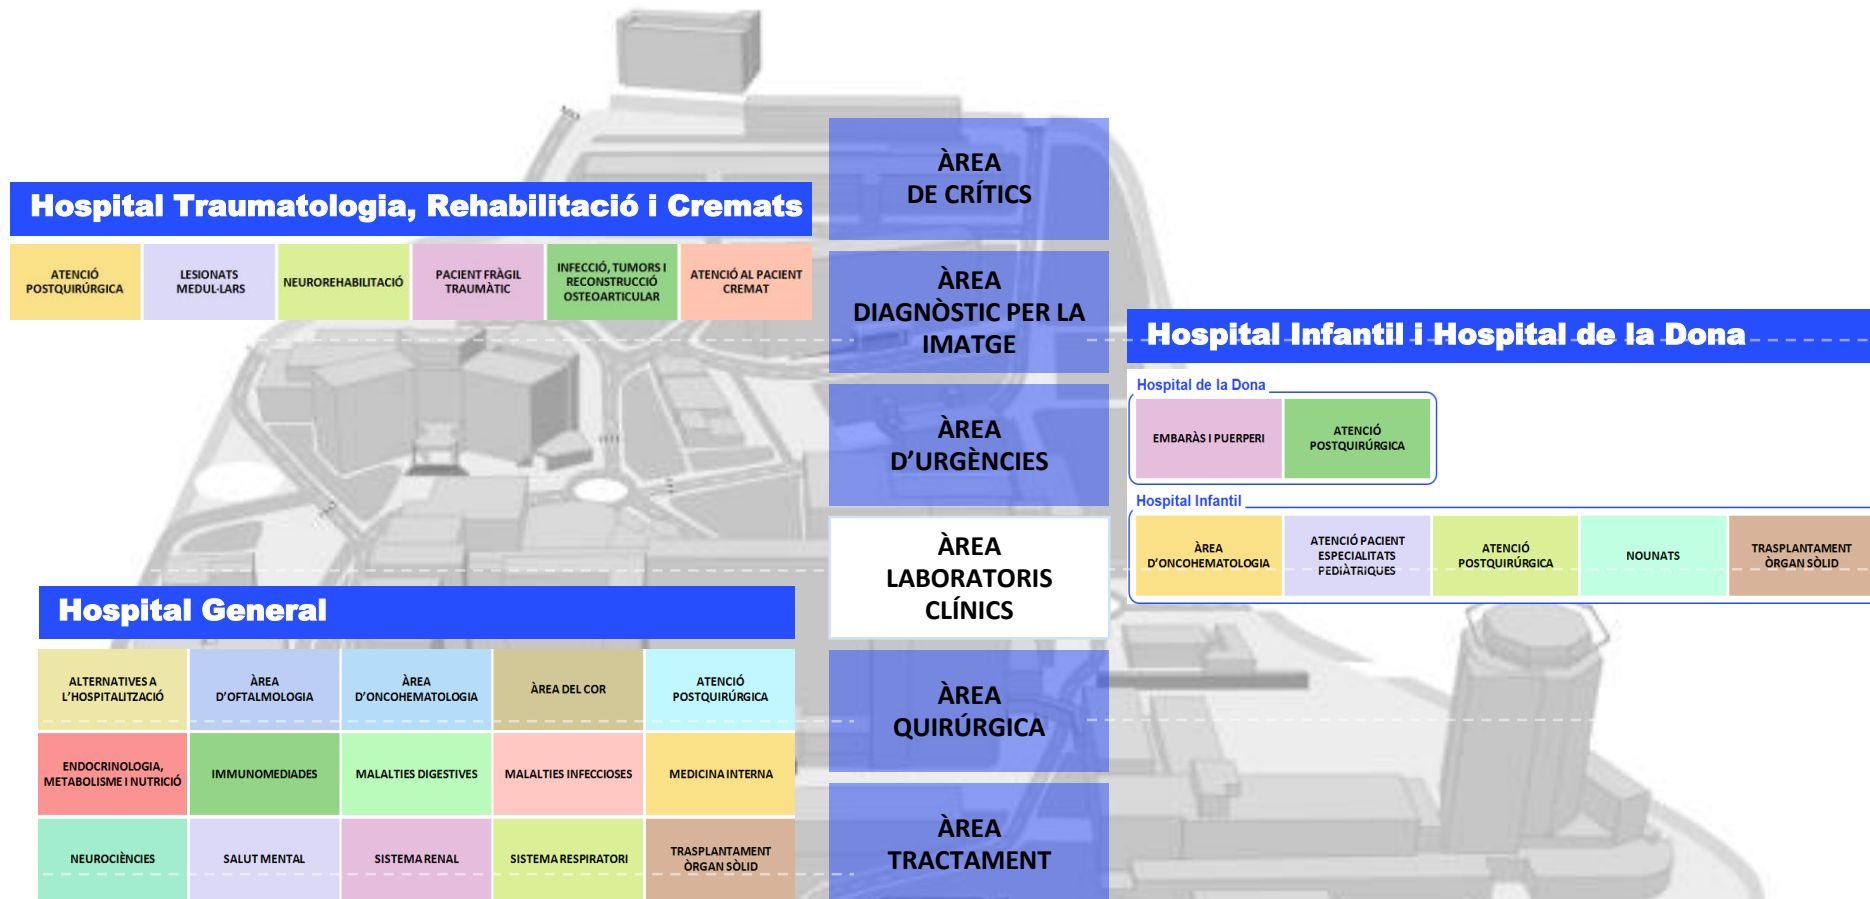 ÀREA
DE CRÍTICS
Hospital Traumatologia, Rehabilitació i Cremats
ATENCIÓ
POSTQUIRÚRGICA
LESIONATS
MEDUL·LARS
NEUROREHABILITACIÓ
PACIENT FRÀGIL
TRAUMÀTIC
INFECCIÓ, TUMORS I
RECONSTRUCCIÓ
OSTEOARTICULAR
ATENCIÓ AL PACIENT
CREMAT
ÀREA
DIAGNÒSTIC PER LA
IMATGE
Hospital Infantil i Hospital de la Dona
Hospital de la Dona
EMBARÀS I PUERPERI
ATENCIÓ
POSTQUIRÚRGICA
ÀREA
D'URGÈNCIES
Hospital Infantil
ÀREA
D'ONCOHEMATOLOGIA
ATENCIÓ PACIENT
ESPECIALITATS
PEDIÀTRIQUES
ATENCIÓ
POSTQUIRÚRGICA
NOUNATS
TRASPLANTAMENT
ÒRGAN SÒLID
ÀREA
LABORATORIS
CLÍNICS
Hospital General
ALTERNATIVES A
L'HOSPITALITZACIÓ
ÀREA
D'OFTALMOLOGIA
ÀREA
D'ONCOHEMATOLOGIA
ÀREA DEL COR
ATENCIÓ
POSTQUIRÚRGICA
ÀREA
QUIRÚRGICA
ENDOCRINOLOGIA,
METABOLISME I NUTRICIÓ
IMMUNOMEDIADES
MALALTIES DIGESTIVES
MALALTIES INFECCIOSES
MEDICINA INTERNA
NEUROCIÈNCIES
SALUT MENTAL
SISTEMA RENAL
SISTEMA RESPIRATORI
TRASPLANTAMENT
ÒRGAN SÒLID
ÀREA
TRACTAMENT